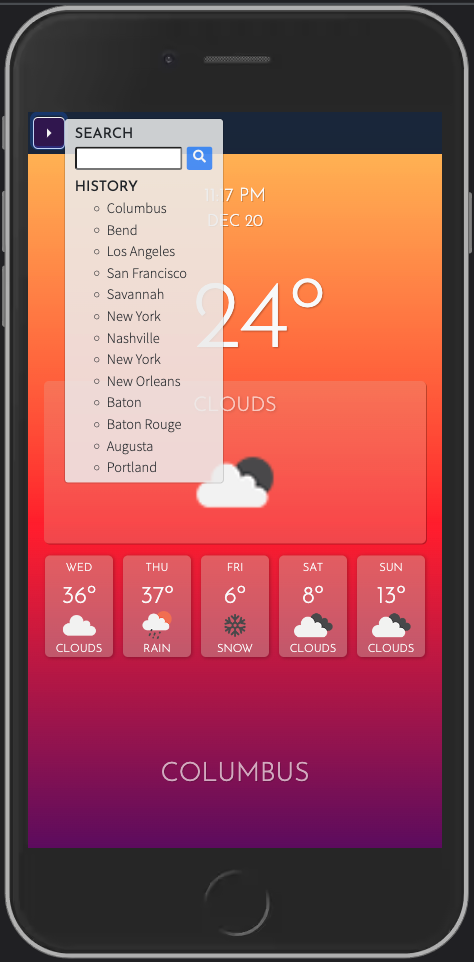 SEARCH
HISTORY
Columbus
Bend
Los Angeles
San Francisco
Savannah
New York
Nashville
New York
New Orleans
Baton
Baton Rouge
Augusta
Portland
11:17 PM
DEC 20
24°
CLOUDS
WED THU FRI SAT SUN
36° 37° 6° 8° 13°
CLOUDS RAIN SNOW CLOUDS CLOUDS
COLUMBUS